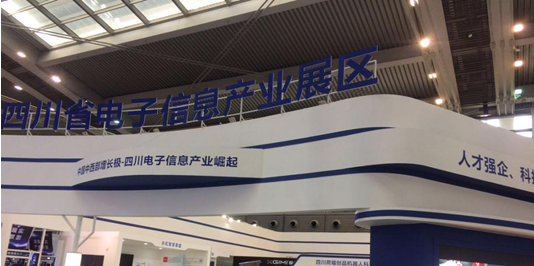 四川省电子信息产业展区
中国中西部增长极-四川电子信息产业崛起
人才强企、科
XGIMI